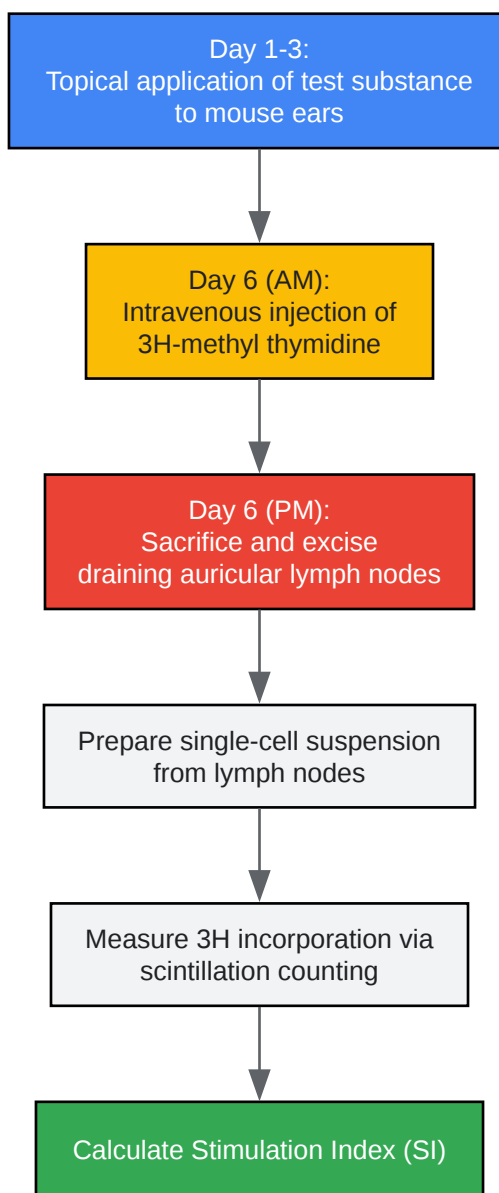 Day 1-3:
Topical application of test substance
to mouse ears
Day 6 (AM):
Intravenous injection of
3H-methyl thymidine
Day 6 (PM):
Sacrifice and excise
draining auricular lymph nodes
Prepare single-cell suspension
from lymph nodes
Measure 3H incorporation via
scintillation counting
Calculate Stimulation Index (SI)